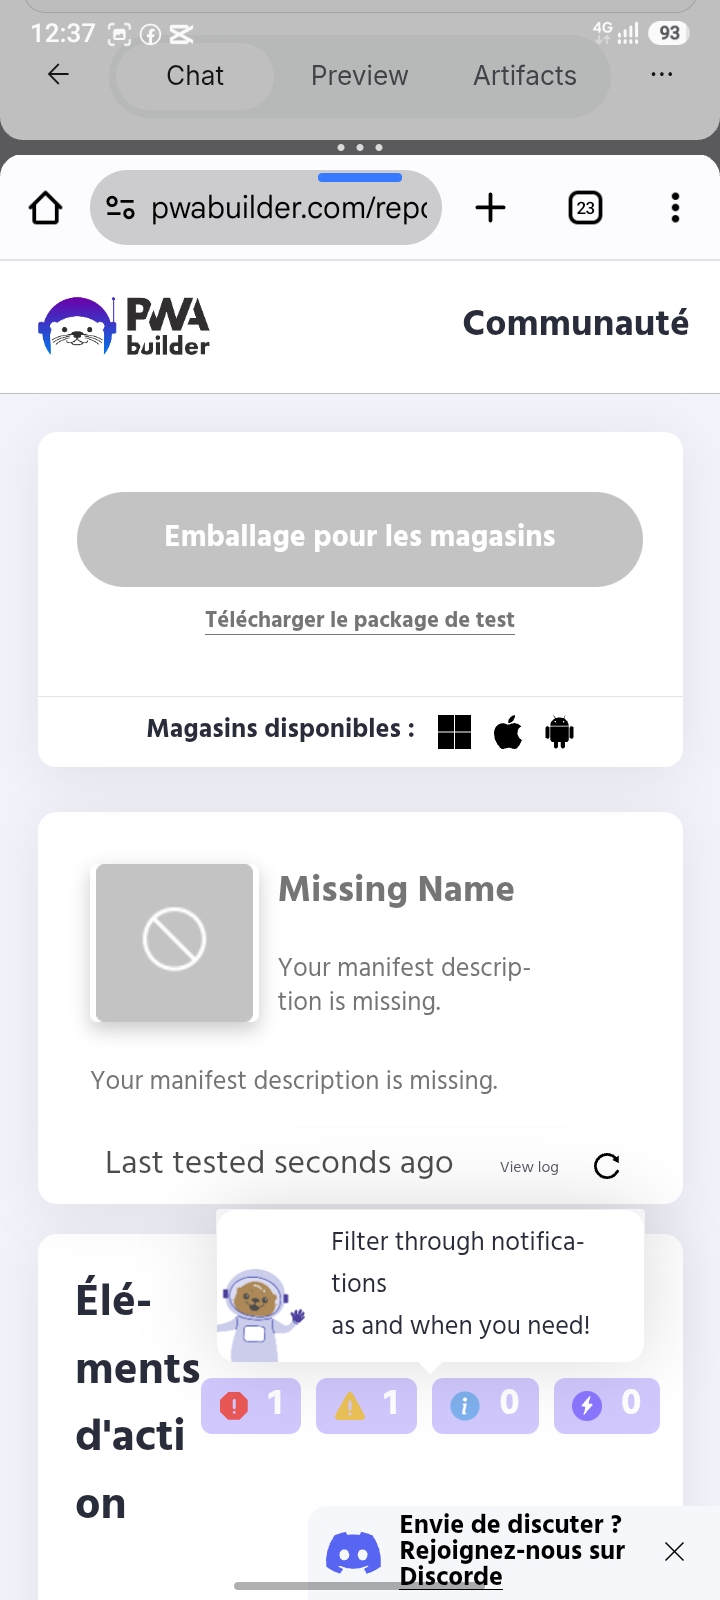 12:37
4G
93
Chat
Preview
Artifacts
pwabuilder.com/repo
23
PWA
builder
Communauté
Emballage pour les magasins
Télécharger le package de test
Magasins disponibles :
Missing Name
Your manifest descrip-
tion is missing.
Your manifest description is missing.
Last tested seconds ago
View log
Filter through notifica-
tions
as and when you need!
Élé-
ments
d'acti
on
1
1
0
0
Envie de discuter ?
Rejoignez-nous sur
Discorde